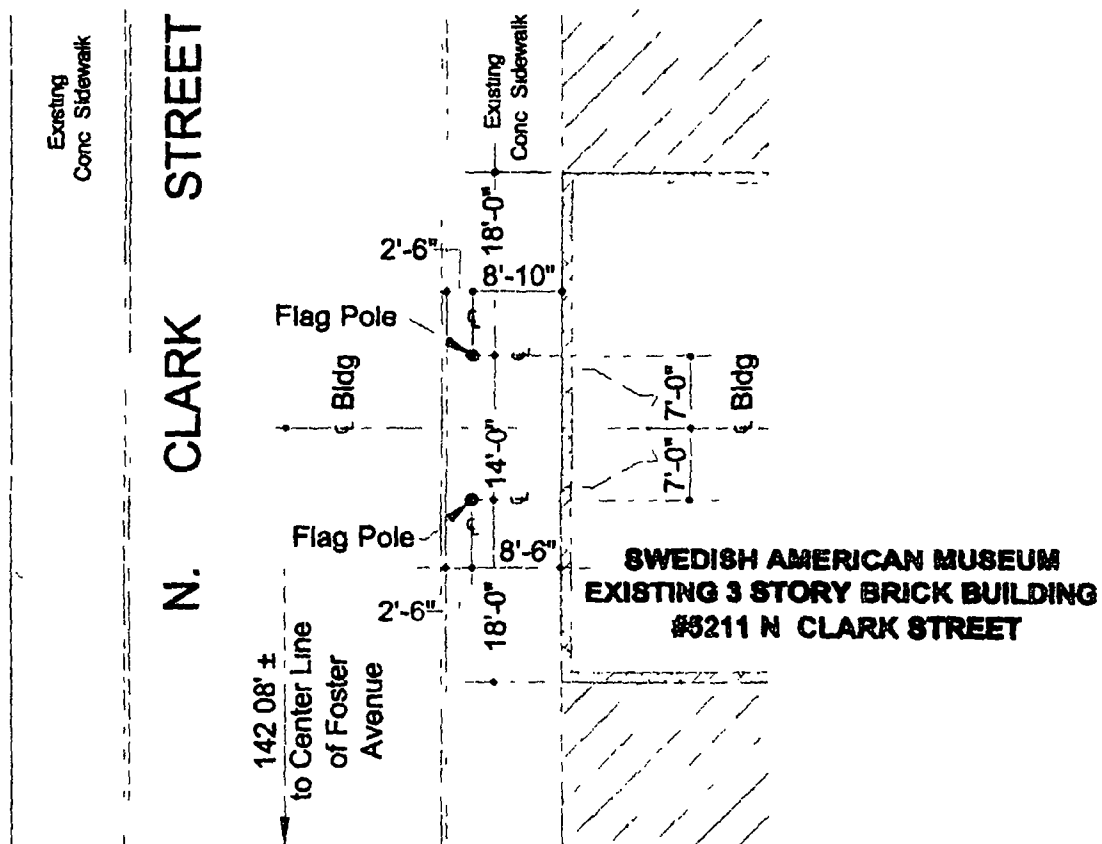 Existing
Conc Sidewalk
N. CLARK STREET
Existing
Conc Sidewalk
18'-0"
2'-6"
8'-10"
Flag Pole
℄
℄
℄ Bldg
7'-0"
℄ Bldg
14'-0"
7'-0"
℄
Flag Pole
℄
8'-6"
2'-6"
18'-0"
SWEDISH AMERICAN MUSEUM
EXISTING 3 STORY BRICK BUILDING
#5211 N CLARK STREET
142 08' ±
to Center Line
of Foster
Avenue